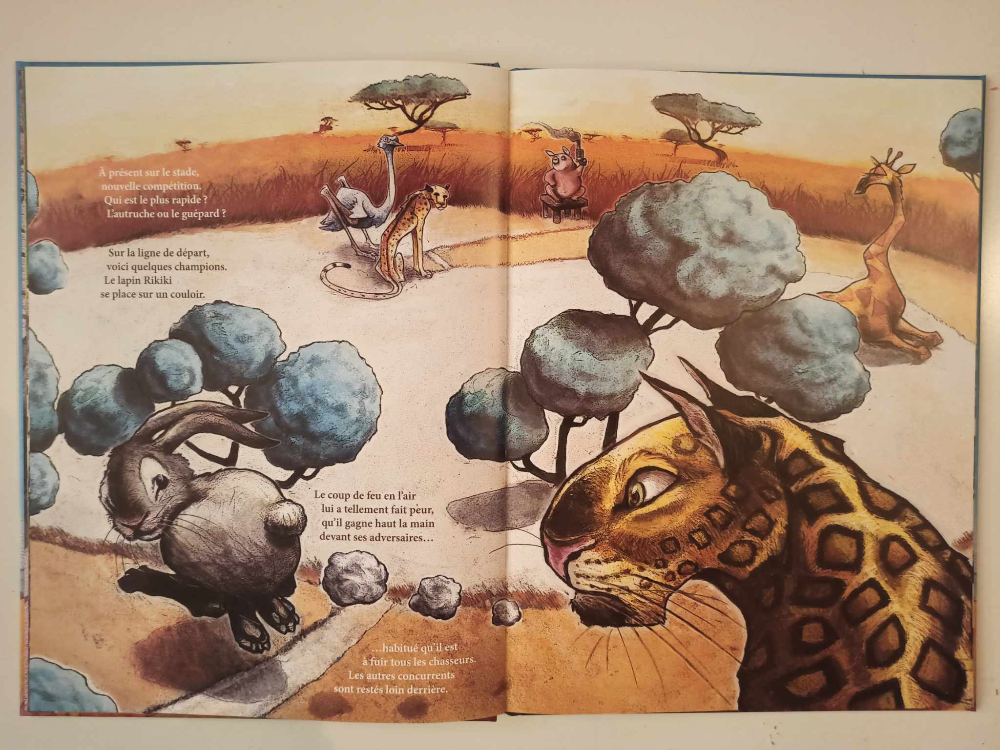 À présent sur le stade,
nouvelle compétition.
Qui est le plus rapide ?
L'autruche ou le guépard ?
Sur la ligne de départ,
voici quelques champions.
Le lapin Rikiki
se place sur un couloir.
Le coup de feu en l'air
lui a tellement fait peur,
qu'il gagne haut la main
devant ses adversaires…
…habitué qu'il est
à fuir tous les chasseurs.
Les autres concurrents
sont restés loin derrière.